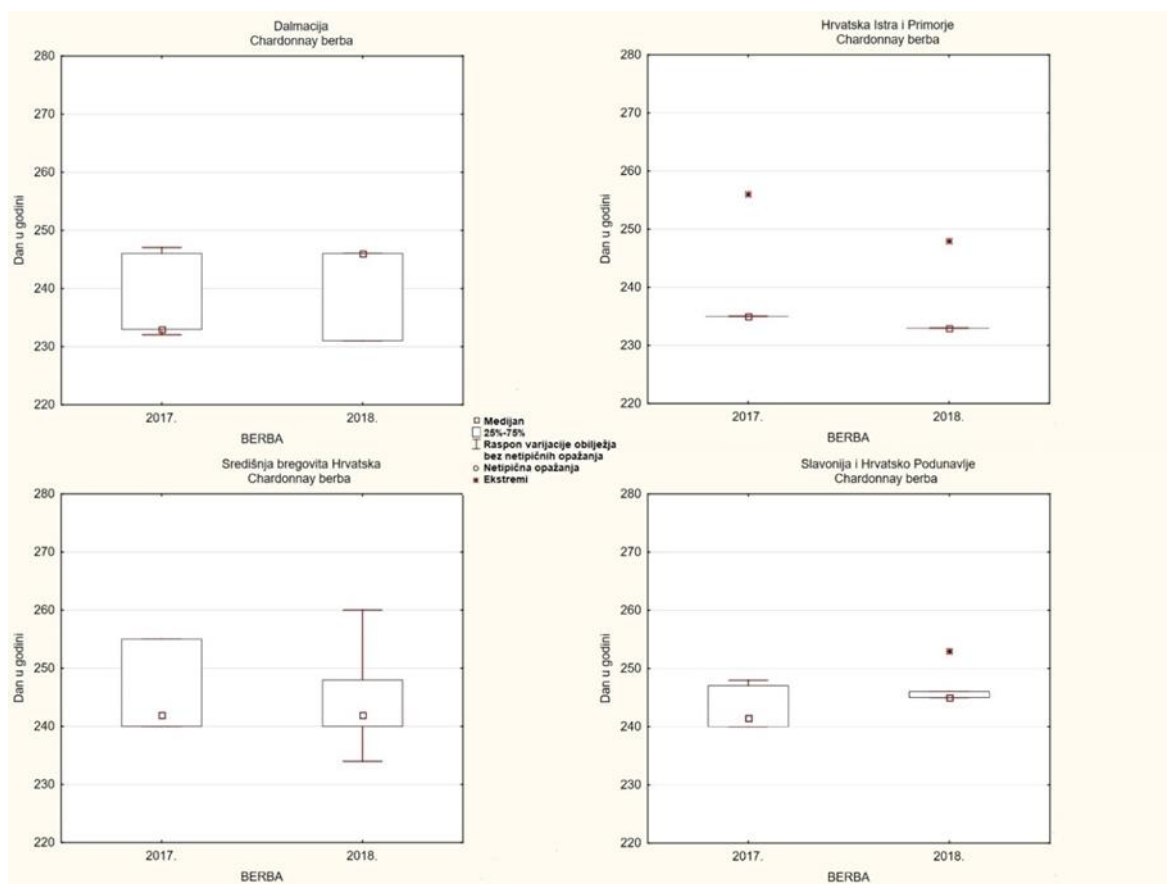 Dalmacija
Chardonnay berba
280
270
260
250
240
230
220
Dan u godini
2017.
2018.
BERBA
Hrvatska Istra i Primorje
Chardonnay berba
280
270
260
250
240
230
220
Dan u godini
2017.
2018.
BERBA
Medijan
25%-75%
Raspon varijacije obilježja
bez netipičnih opažanja
Netipična opažanja
Ekstremi
Središnja bregovita Hrvatska
Chardonnay berba
280
270
260
250
240
230
220
Dan u godini
2017.
2018.
BERBA
Slavonija i Hrvatsko Podunavlje
Chardonnay berba
280
270
260
250
240
230
220
Dan u godini
2017.
2018.
BERBA